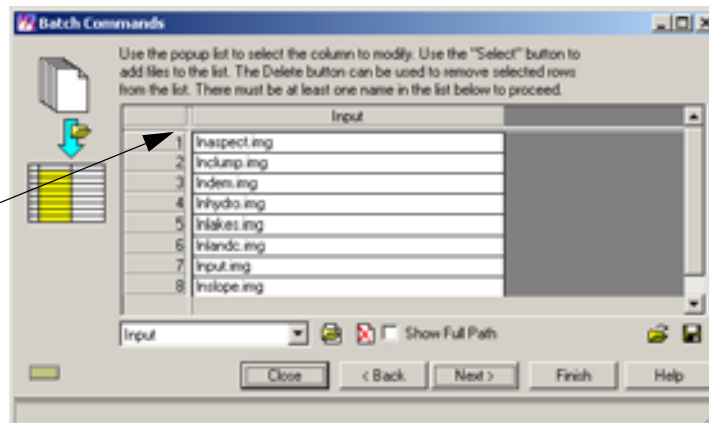 Batch Commands
Use the popup list to select the column to modify. Use the "Select" button to
add files to the list. The Delete button can be used to remove selected rows
from the list. There must be at least one name in the list below to proceed.
Input
1 lnaspect.img
2 lnclump.img
3 lndem.img
4 lnhydro.img
5 lnlakes.img
6 lnlandc.img
7 lnput.img
8 lnslope.img
Input Show Full Path
Close < Back Next > Finish Help